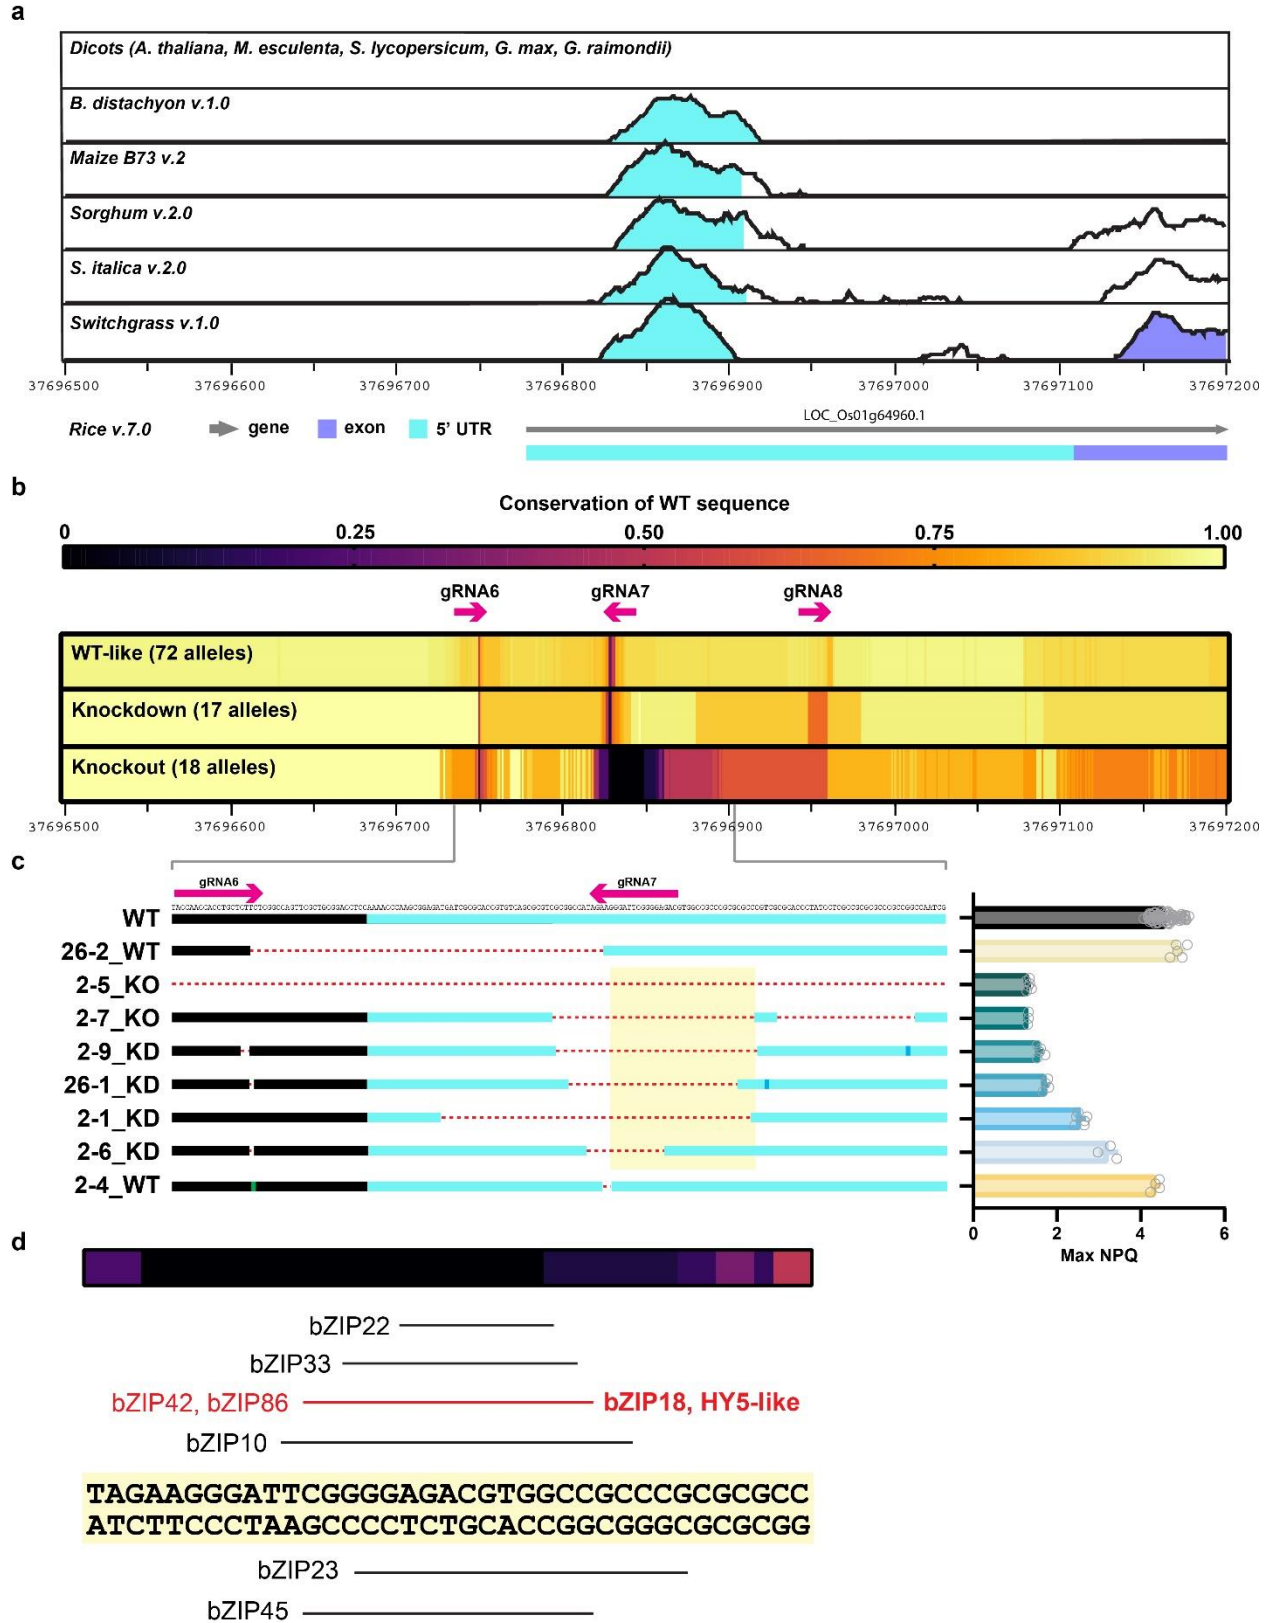 a
Dicots (A. thaliana, M. esculenta, S. lycopersicum, G. max, G. raimondii)
B. distachyon v.1.0
Maize B73 v.2
Sorghum v.2.0
S. italica v.2.0
Switchgrass v.1.0
37696500 37696600 37696700 37696800 37696900 37697000 37697100 37697200
LOC_Os01g64960.1
Rice v.7.0 gene exon 5' UTR
b
Conservation of WT sequence
0 0.25 0.50 0.75 1.00
gRNA6 gRNA7 gRNA8
WT-like (72 alleles)
Knockdown (17 alleles)
Knockout (18 alleles)
37696500 37696600 37696700 37696800 37696900 37697000 37697100 37697200
c
gRNA6 gRNA7
WT
26-2_WT
2-5_KO
2-7_KO
2-9_KD
26-1_KD
2-1_KD
2-6_KD
2-4_WT
0 2 4 6
Max NPQ
d
bZIP22
bZIP33
bZIP42, bZIP86 bZIP18, HY5-like
bZIP10
TAGAAGGGATTCGGGGAGACGTGGCCGCCCGCGCGCC
ATCTTCCCTAAGCCCCTCTGCACCGGCGGGCGCGCGG
bZIP23
bZIP45